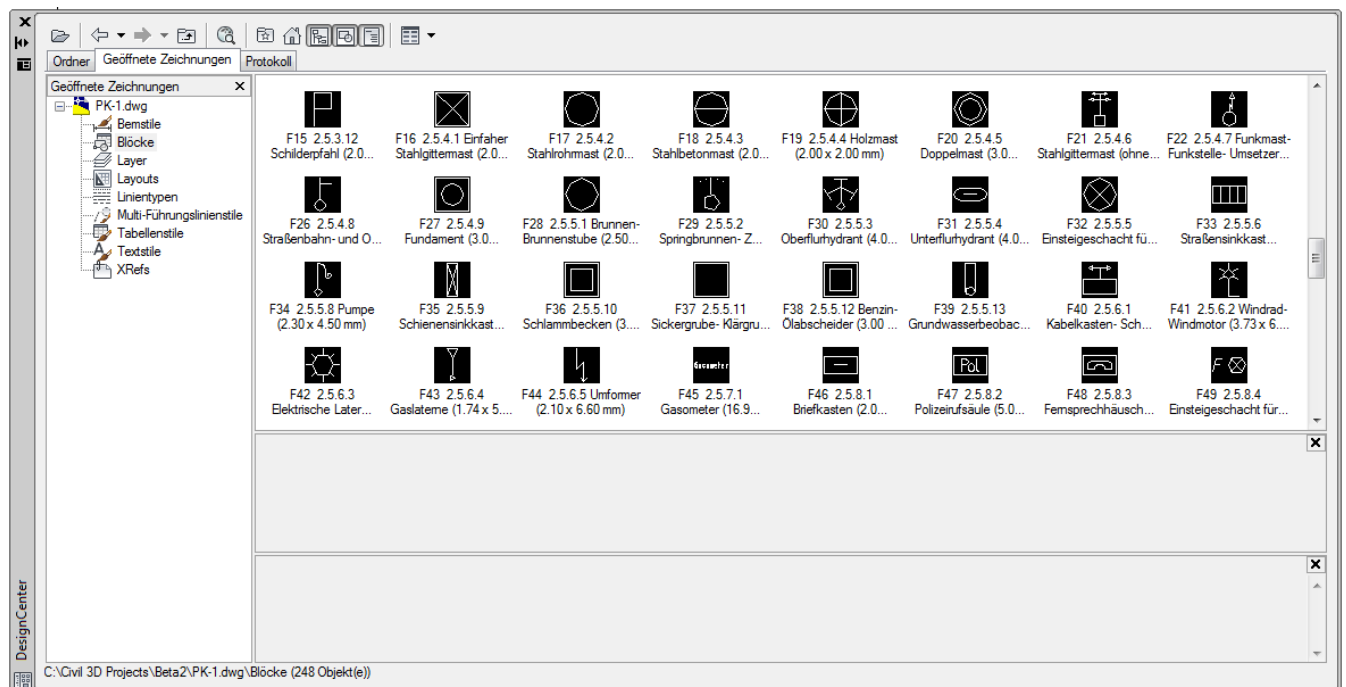 Ordner Geöffnete Zeichnungen Protokoll
Geöffnete Zeichnungen
PK-1.dwg
Bemstile
Blöcke
Layer
Layouts
Linientypen
Multi-Führungslinienstile
Tabellenstile
Textstile
XRefs
F15 2.5.3.12 F16 2.5.4.1 Einfaher F17 2.5.4.2 F18 2.5.4.3 F19 2.5.4.4 Holzmast F20 2.5.4.5 F21 2.5.4.6 F22 2.5.4.7 Funkmast-
Schilderpfahl (2.0... Stahlgittermast (2.0... Stahlrohrmast (2.0... Stahlbetonmast (2.0... (2.00 x 2.00 mm) Doppelmast (3.0... Stahlgittermast (ohne... Funkstelle- Umsetzer...
F26 2.5.4.8 F27 2.5.4.9 F28 2.5.5.1 Brunnen- F29 2.5.5.2 F30 2.5.5.3 F31 2.5.5.4 F32 2.5.5.5 F33 2.5.5.6
Straßenbahn- und O... Fundament (3.0... Brunnenstube (2.50... Springbrunnen- Z... Oberflurhydrant (4.0... Unterflurhydrant (4.0... Einsteigeschacht fü... Straßensinkkast...
F34 2.5.5.8 Pumpe F35 2.5.5.9 F36 2.5.5.10 F37 2.5.5.11 F38 2.5.5.12 Benzin- F39 2.5.5.13 F40 2.5.6.1 F41 2.5.6.2 Windrad-
(2.30 x 4.50 mm) Schienensinkkast... Schlammbecken (3.... Sickergrube- Klärgru... Ölabscheider (3.00 ... Grundwasserbeobac... Kabelkasten- Sch... Windmotor (3.73 x 6....
Gasometer Pol F
F42 2.5.6.3 F43 2.5.6.4 F44 2.5.6.5 Umformer F45 2.5.7.1 F46 2.5.8.1 F47 2.5.8.2 F48 2.5.8.3 F49 2.5.8.4
Elektrische Later... Gaslaterne (1.74 x 5.... (2.10 x 6.60 mm) Gasometer (16.9... Briefkasten (2.0... Polizeirufsäule (5.0... Fernsprechhäusch... Einsteigeschacht für...
DesignCenter
C:\Civil 3D Projects\Beta2\PK-1.dwg\Blöcke (248 Objekt(e))